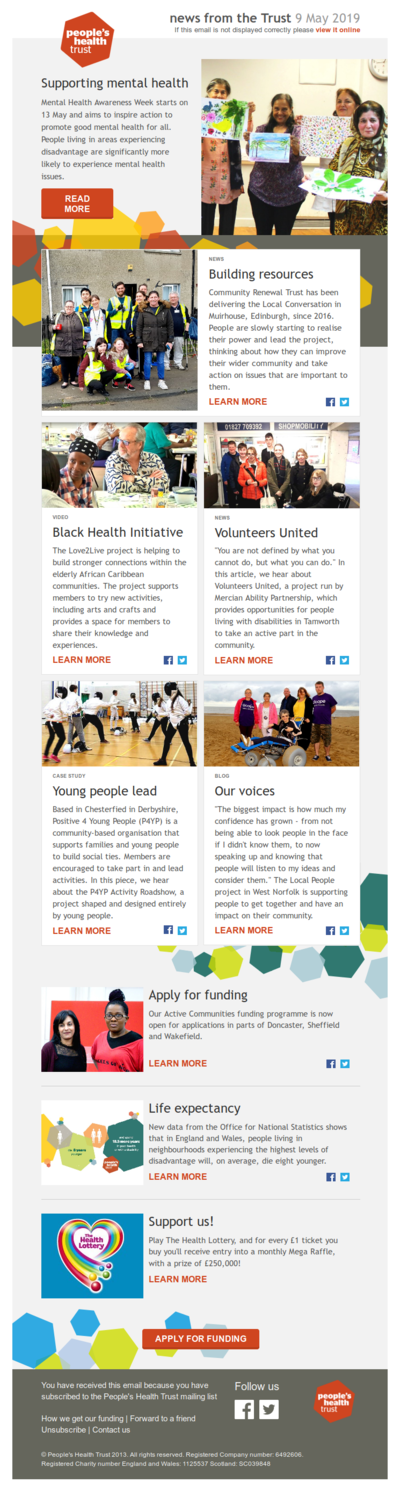 people's
health
trust
news from the Trust 9 May 2019
If this email is not displayed correctly please view it online
Supporting mental health
Mental Health Awareness Week starts on
13 May and aims to inspire action to
promote good mental health for all.
People living in areas experiencing
disadvantage are significantly more
likely to experience mental health
issues.
READ
MORE
NEWS
Building resources
Community Renewal Trust has been
delivering the Local Conversation in
Muirhouse, Edinburgh, since 2016.
People are slowly starting to realise
their power and lead the project,
thinking about how they can improve
their wider community and take
action on issues that are important to
them.
LEARN MORE
VIDEO
Black Health Initiative
The Love2Live project is helping to
build stronger connections within the
elderly African Caribbean
communities. The project supports
members to try new activities,
including arts and crafts and
provides a space for members to
share their knowledge and
experiences.
LEARN MORE
01827 709392 SHOPMOBILITY
NEWS
Volunteers United
"You are not defined by what you
cannot do, but what you can do." In
this article, we hear about
Volunteers United, a project run by
Mercian Ability Partnership, which
provides opportunities for people
living with disabilities in Tamworth
to take an active part in the
community.
LEARN MORE
CASE STUDY
Young people lead
Based in Chesterfied in Derbyshire,
Positive 4 Young People (P4YP) is a
community-based organisation that
supports families and young people
to build social ties. Members are
encouraged to take part in and lead
activities. In this piece, we hear
about the P4YP Activity Roadshow, a
project shaped and designed entirely
by young people.
LEARN MORE
BLOG
Our voices
"The biggest impact is how much my
confidence has grown - from not
being able to look people in the face
if I didn't know them, to now
speaking up and knowing that
people will listen to my ideas and
consider them." The Local People
project in West Norfolk is supporting
people to get together and have an
impact on their community.
LEARN MORE
Apply for funding
Our Active Communities funding programme is now
open for applications in parts of Doncaster, Sheffield
and Wakefield.
LEARN MORE
Life expectancy
New data from the Office for National Statistics shows
that in England and Wales, people living in
neighbourhoods experiencing the highest levels of
disadvantage will, on average, die eight younger.
LEARN MORE
The
Health
Lottery
Support us!
Play The Health Lottery, and for every £1 ticket you
buy you'll receive entry into a monthly Mega Raffle,
with a prize of £250,000!
LEARN MORE
APPLY FOR FUNDING
You have received this email because you have
subscribed to the People's Health Trust mailing list
How we get our funding | Forward to a friend
Unsubscribe | Contact us
Follow us
people's
health
trust
© People's Health Trust 2013. All rights reserved. Registered Company number: 6492606.
Registered Charity number England and Wales: 1125537 Scotland: SC039848